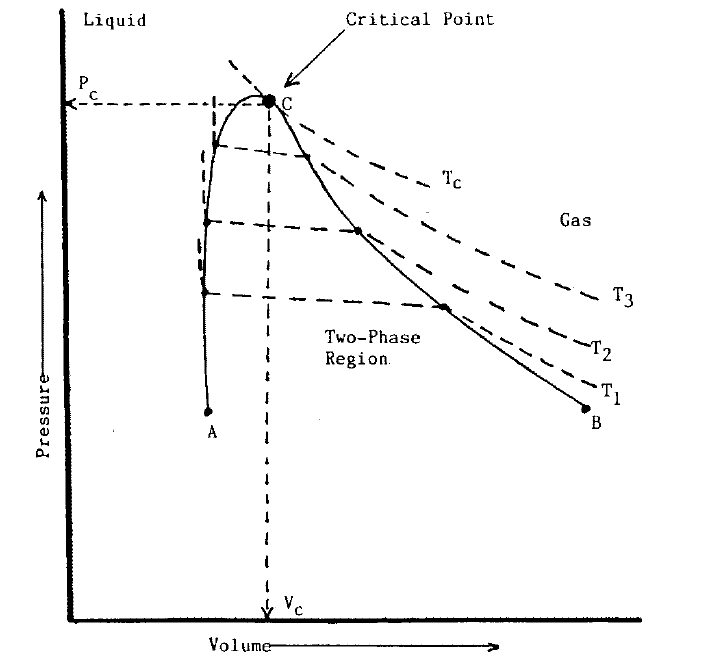 Liquid
Critical Point
Pc
C
Tc
Gas
T3
Two-Phase
Region
T2
T1
A
B
Pressure
Vc
Volume